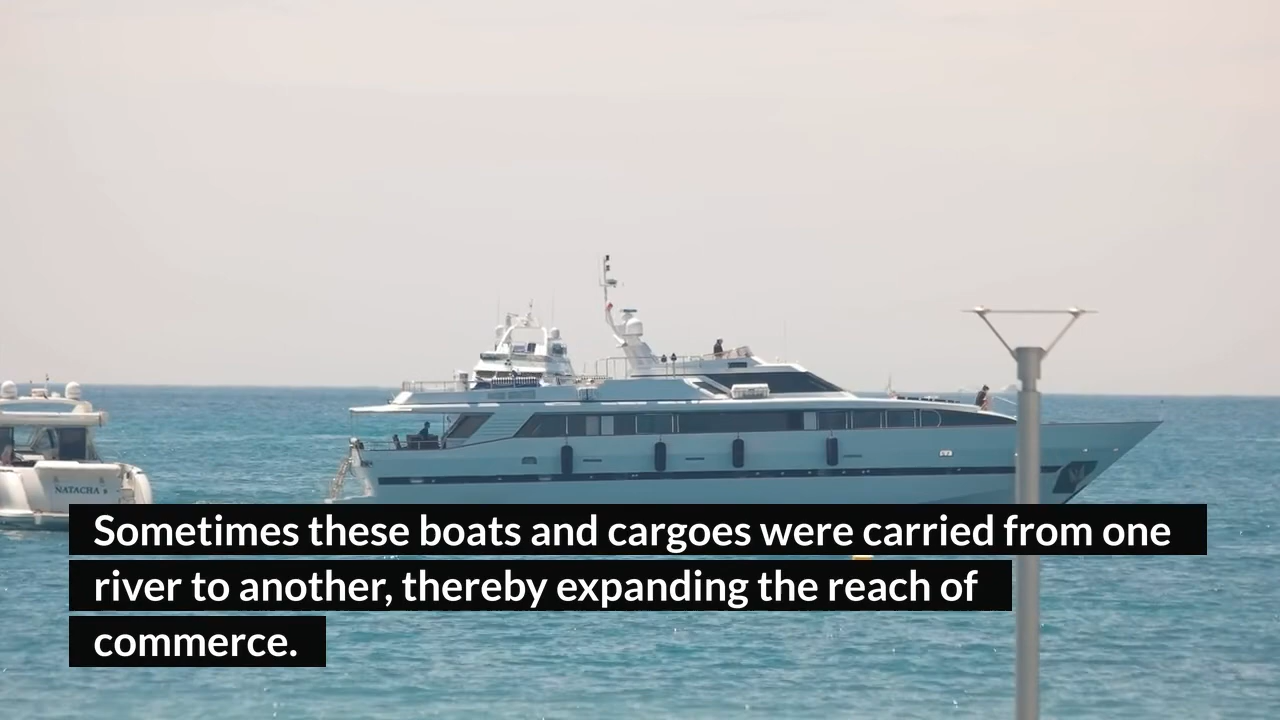 NATACHA
Sometimes these boats and cargoes were carried from one
river to another, thereby expanding the reach of
commerce.